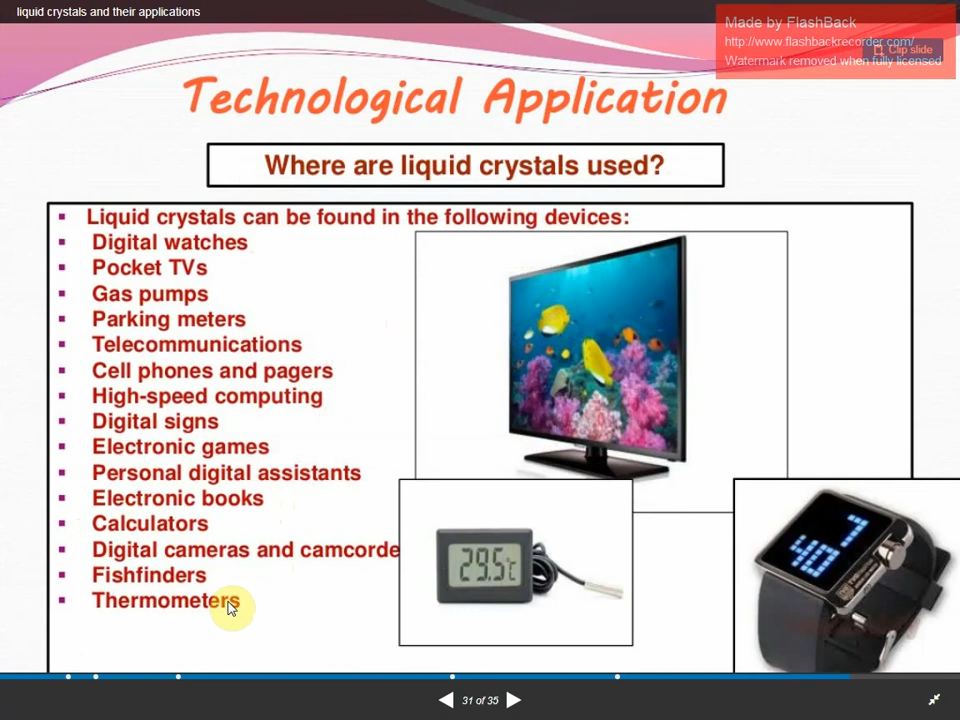 liquid crystals and their applications
Made by FlashBack
http://www.flashbackrecorder.com/
Clip slide
Watermark removed when fully licensed
Technological Application
Where are liquid crystals used?
▪ Liquid crystals can be found in the following devices:
▪ Digital watches
▪ Pocket TVs
▪ Gas pumps
▪ Parking meters
▪ Telecommunications
▪ Cell phones and pagers
▪ High-speed computing
▪ Digital signs
▪ Electronic games
▪ Personal digital assistants
▪ Electronic books
▪ Calculators
▪ Digital cameras and camcorde
▪ Fishfinders
▪ Thermometers
29.5°C
31 of 35